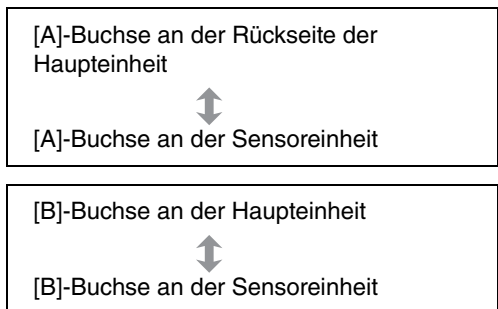 [A]-Buchse an der Rückseite der
Haupteinheit
[A]-Buchse an der Sensoreinheit
[B]-Buchse an der Haupteinheit
[B]-Buchse an der Sensoreinheit